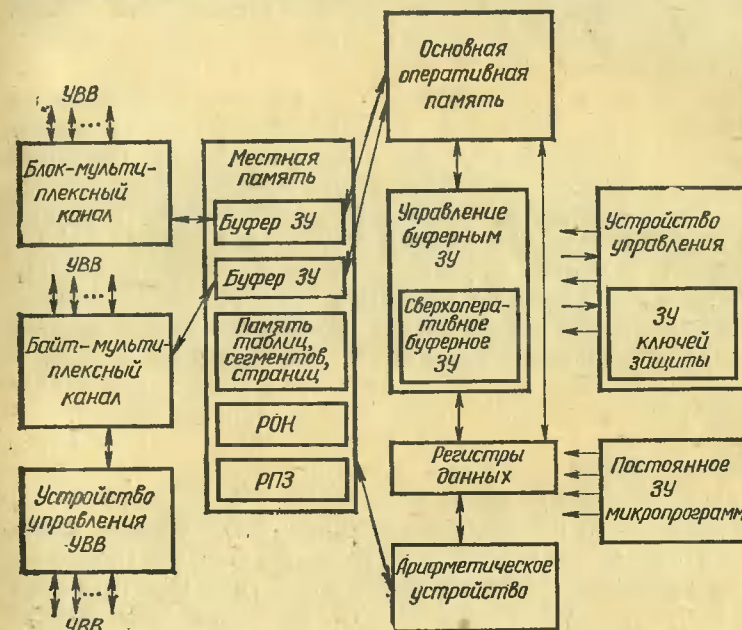 УВВ
Блок-мульти-
плексный
канал
УВВ
Байт-мульти-
плексный
канал
Устройство
управления
УВВ
УВВ
Местная
память
Буфер ЗУ
Буфер ЗУ
Память
таблиц,
сегментов,
страниц
РОН
РПЗ
Основная
оперативная
память
Управление
буферным
ЗУ
Сверхопера-
тивное
буферное
ЗУ
Регистры
данных
Арифметическое
устройство
Устройство
управления
ЗУ
ключей
защиты
Постоянное
ЗУ
микропрограмм